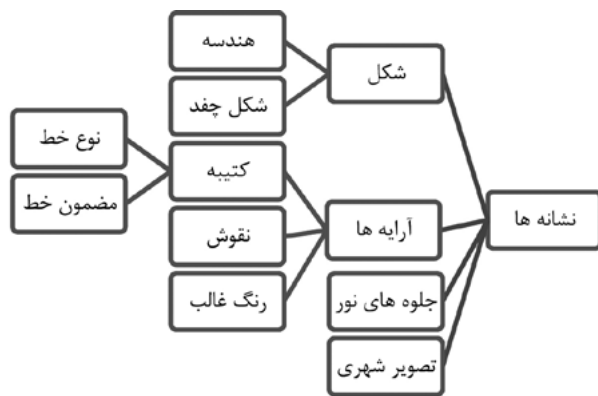 نشانه ها
شکل
هندسه
شکل چفد
آرایه ها
کتیبه
نوع خط
مضمون خط
نقوش
رنگ غالب
جلوه های نور
تصویر شهری